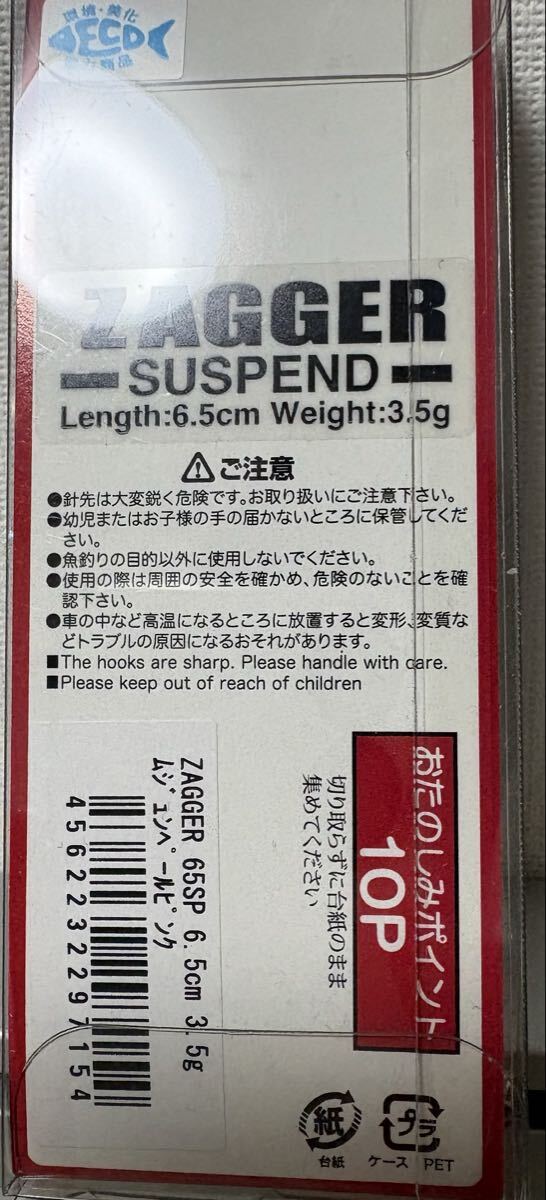 環境・美化
ECO
商品
ZAGGER
SUSPEND
Length:6.5cm Weight:3.5g
⚠ご注意
●針先は大変鋭く危険です。お取り扱いにご注意下さい。
●幼児またはお子様の手の届かないところに保管してくだ
さい。
●魚釣りの目的以外に使用しないでください。
●使用の際は周囲の安全を確かめ、危険のないことを確
認下さい。
●車の中など高温になるところに放置すると変形、変質な
どトラブルの原因になるおそれがあります。
■The hooks are sharp. Please handle with care.
■Please keep out of reach of children
おたのしみポイント
10P
切り取らずに台紙のまま
集めてください
ZAGGER 65SP 6.5cm 3.5g
ムジュンペールピンク
4562232297154
紙
台紙
プラ
ケース PET